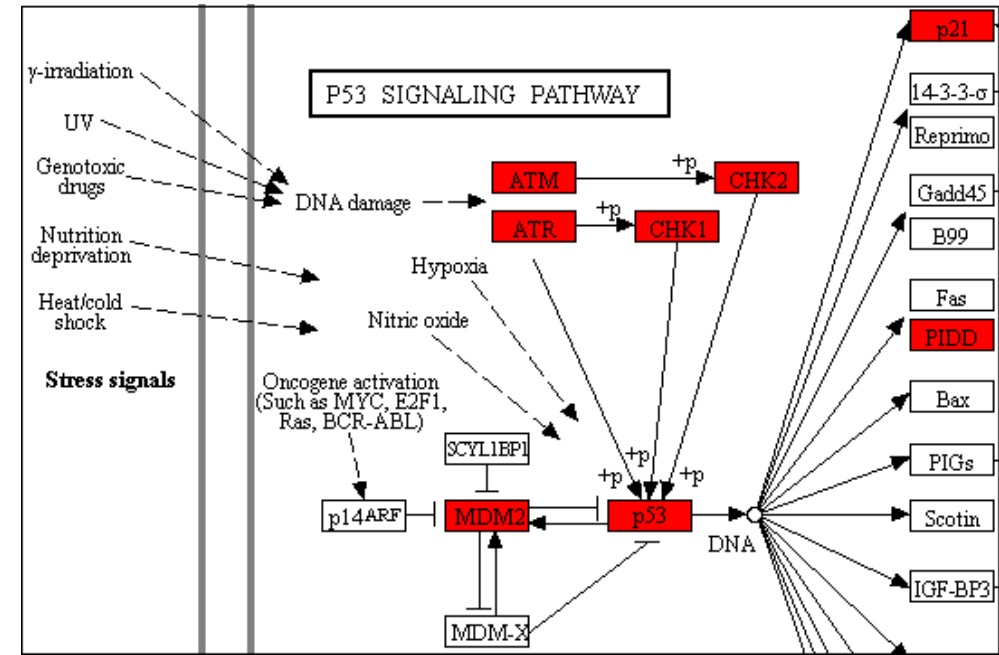 p21
γ-irradiation
P53 SIGNALING PATHWAY
14-3-3-σ
UV
Reprimo
Genotoxic
drugs
ATM
+p
CHK2
DNA damage
Gadd45
ATR
+p
CHK1
B99
Nutrition
deprivation
Hypoxia
Fas
Heat/cold
shock
Nitric oxide
PIDD
Stress signals
Oncogene activation
(Such as MYC, E2F1,
Ras, BCR-ABL)
Bax
SCYL1BP1
+p
+p
+p
PIGs
p14ARF
MDM2
p53
DNA
Scotin
IGF-BP3
MDM-X